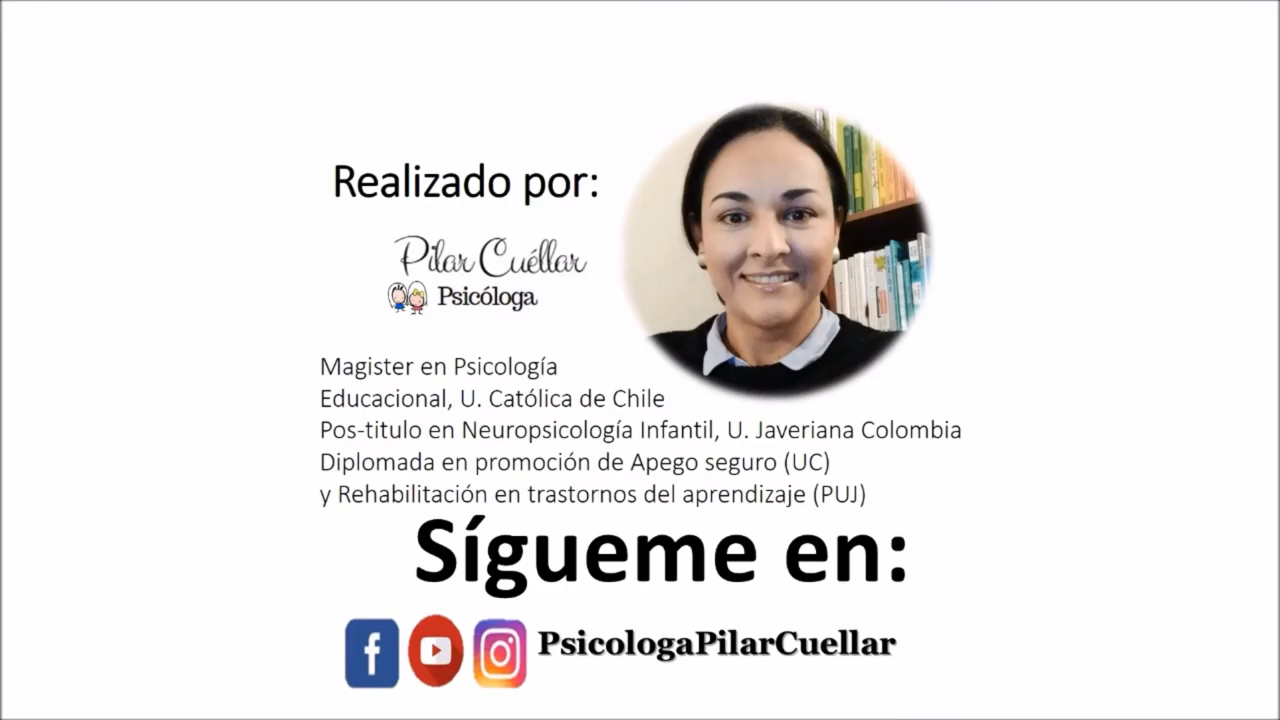 Realizado por:
Pilar Cuéllar
Psicóloga
Magister en Psicología
Educacional, U. Católica de Chile
Pos-titulo en Neuropsicología Infantil, U. Javeriana Colombia
Diplomada en promoción de Apego seguro (UC)
y Rehabilitación en trastornos del aprendizaje (PUJ)
Sígueme en:
PsicologaPilarCuellar